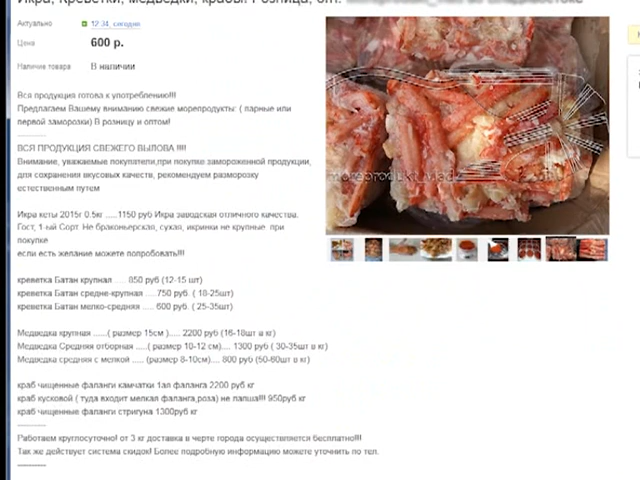 Икра, Креветки, медведки, крабы! Розница, опт.
Актуально 12:34, сегодня
Цена 600 р.
Наличие товара В наличии
Вся продукция готова к употреблению!!!
Предлагаем Вашему вниманию свежие морепродукты: ( парные или
первой заморозки) В розницу и оптом!
----------
ВСЯ ПРОДУКЦИЯ СВЕЖЕГО ВЫЛОВА !!!!
Внимание, уважаемые покупатели,при покупке замороженной продукции,
для сохранения вкусовых качеств, рекомендуем разморозку
естественным путем
Икра кеты 2015г 0.5кг .....1150 руб Икра заводская отличного качества.
Гост, 1-ый Сорт. Не браконьерская, сухая, икринки не крупные. при
покупке
если есть желание можете попробовать!!!
креветка Батан крупная ..... 850 руб (12-15 шт)
креветка Батан средне-крупная .... 750 руб. ( 18-25шт)
креветка Батан мелко-средняя ..... 600 руб. ( 25-35шт)
Медведка крупная ......( размер 15см )..... 2200 руб (16-18шт в кг)
Медведка Средняя отборная .....( размер 10-12 см).... 1300 руб ( 30-35шт в кг)
Медведка средняя с мелкой ..... (размер 8-10см).... 800 руб (50-60шт в кг)
краб чищенные фаланги камчатки 1ая фаланга 2200 руб кг
краб кусковой ( туда входит мелкая фаланга,роза) не лапша!!! 950руб кг
краб чищенные фаланги стригуна 1300руб кг
----------
Работаем круглосуточно! от 3 кг доставка в черте города осуществляется бесплатно!!!
Так же действует система скидок! Более подробную информацию можете уточнить по тел.
----------